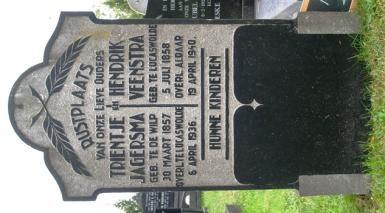 RUSTPLAATS
VAN ONZE LIEVE OUDERS
TRIENTJE en HENDRIK
JAGERSMA VEENSTRA
GEB. TE DE WILP
30 MAART 1857
OVERL. TE LUCASWOLDE
6 APRIL 1936.
GEB. TE LUCASWOLDE
5 JULI 1858
OVERL. ALDAAR
19 APRIL 1940.
HUNNE KINDEREN